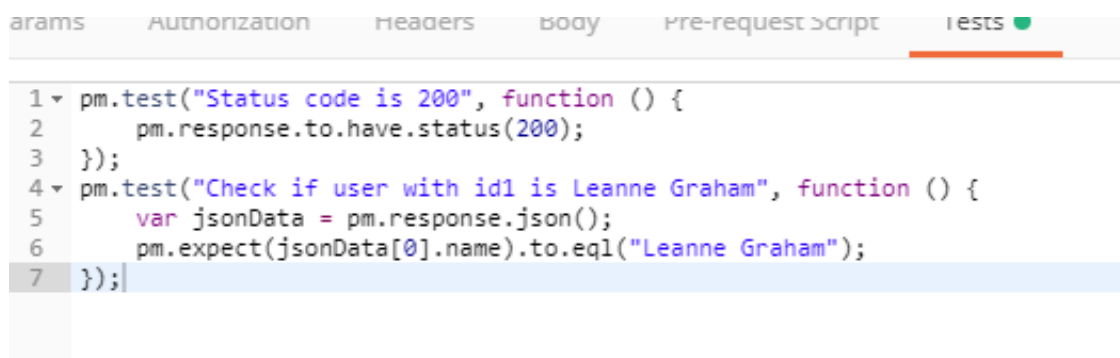 arams Authorization Headers Body Pre-request Script Tests
1 pm.test("Status code is 200", function () {
2 pm.response.to.have.status(200);
3 });
4 pm.test("Check if user with id1 is Leanne Graham", function () {
5 var jsonData = pm.response.json();
6 pm.expect(jsonData[0].name).to.eql("Leanne Graham");
7 });